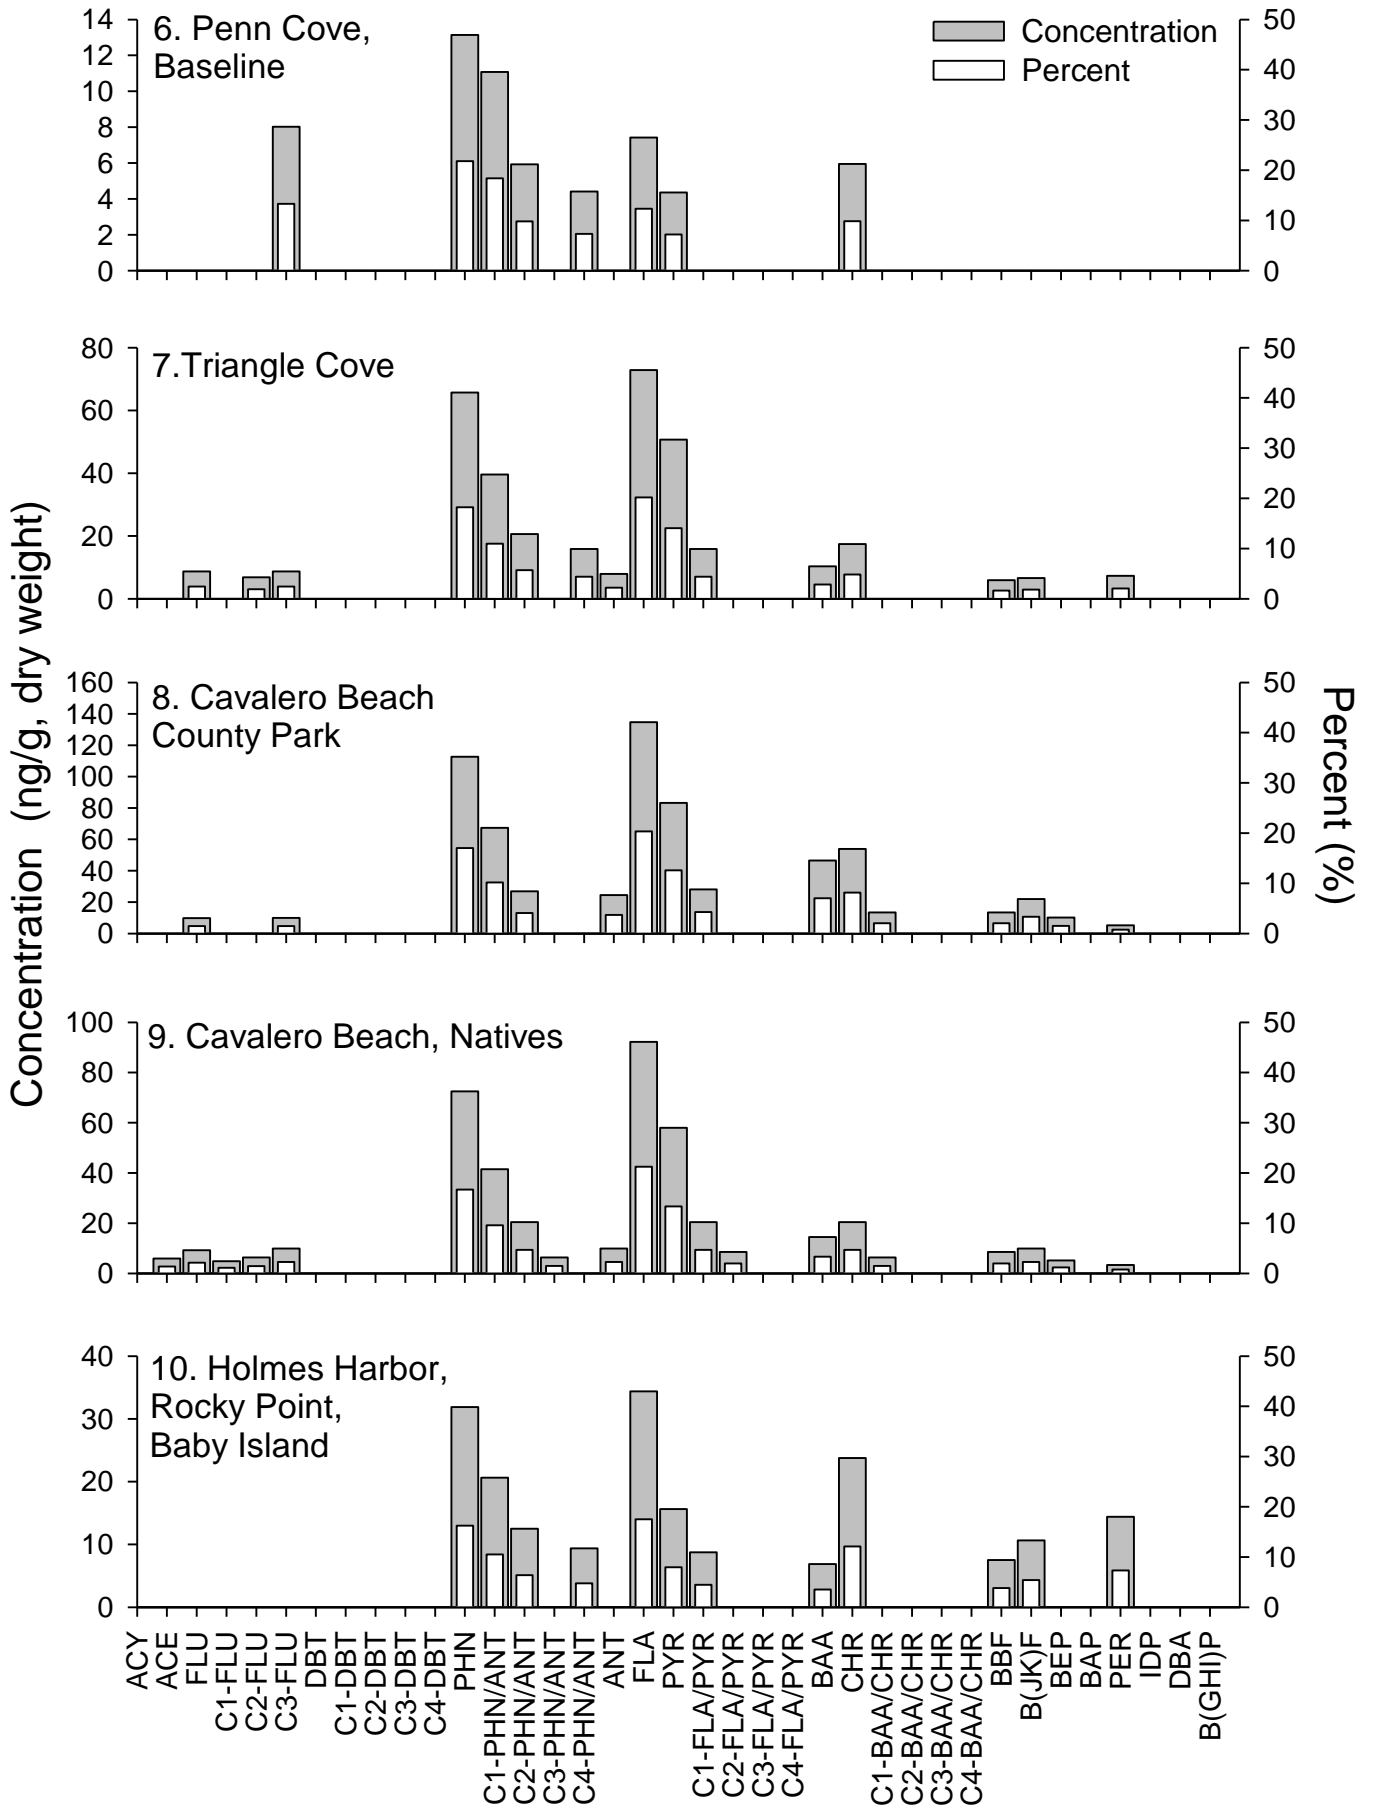 14
12
10
8
6
4
2
0
6. Penn Cove,
Baseline
Concentration
Percent
50
40
30
20
10
0
80
60
40
20
0
7.Triangle Cove
50
40
30
20
10
0
160
140
120
100
80
60
40
20
0
8. Cavalero Beach
County Park
50
40
30
20
10
0
Concentration (ng/g, dry weight)
Percent (%)
100
80
60
40
20
0
9. Cavalero Beach, Natives
50
40
30
20
10
0
40
30
20
10
0
10. Holmes Harbor,
Rocky Point,
Baby Island
50
40
30
20
10
0
ACY
ACE
FLU
C1-FLU
C2-FLU
C3-FLU
DBT
C1-DBT
C2-DBT
C3-DBT
C4-DBT
PHN
C1-PHN/ANT
C2-PHN/ANT
C3-PHN/ANT
C4-PHN/ANT
ANT
FLA
PYR
C1-FLA/PYR
C2-FLA/PYR
C3-FLA/PYR
C4-FLA/PYR
BAA
CHR
C1-BAA/CHR
C2-BAA/CHR
C3-BAA/CHR
C4-BAA/CHR
BBF
B(JK)F
BEP
BAP
PER
IDP
DBA
B(GHI)P